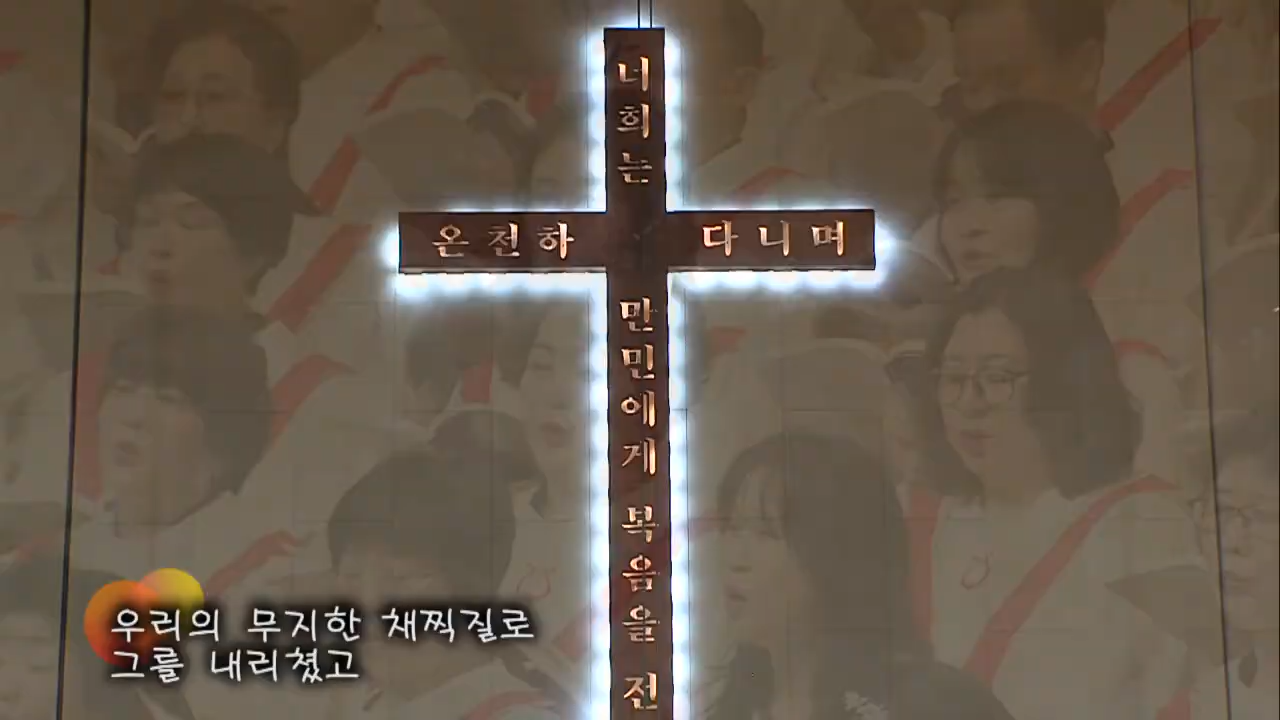 너희는
온천하 다니며
만민에게 복음을 전
우리의 무지한 채찍질로
그를 내리쳤고